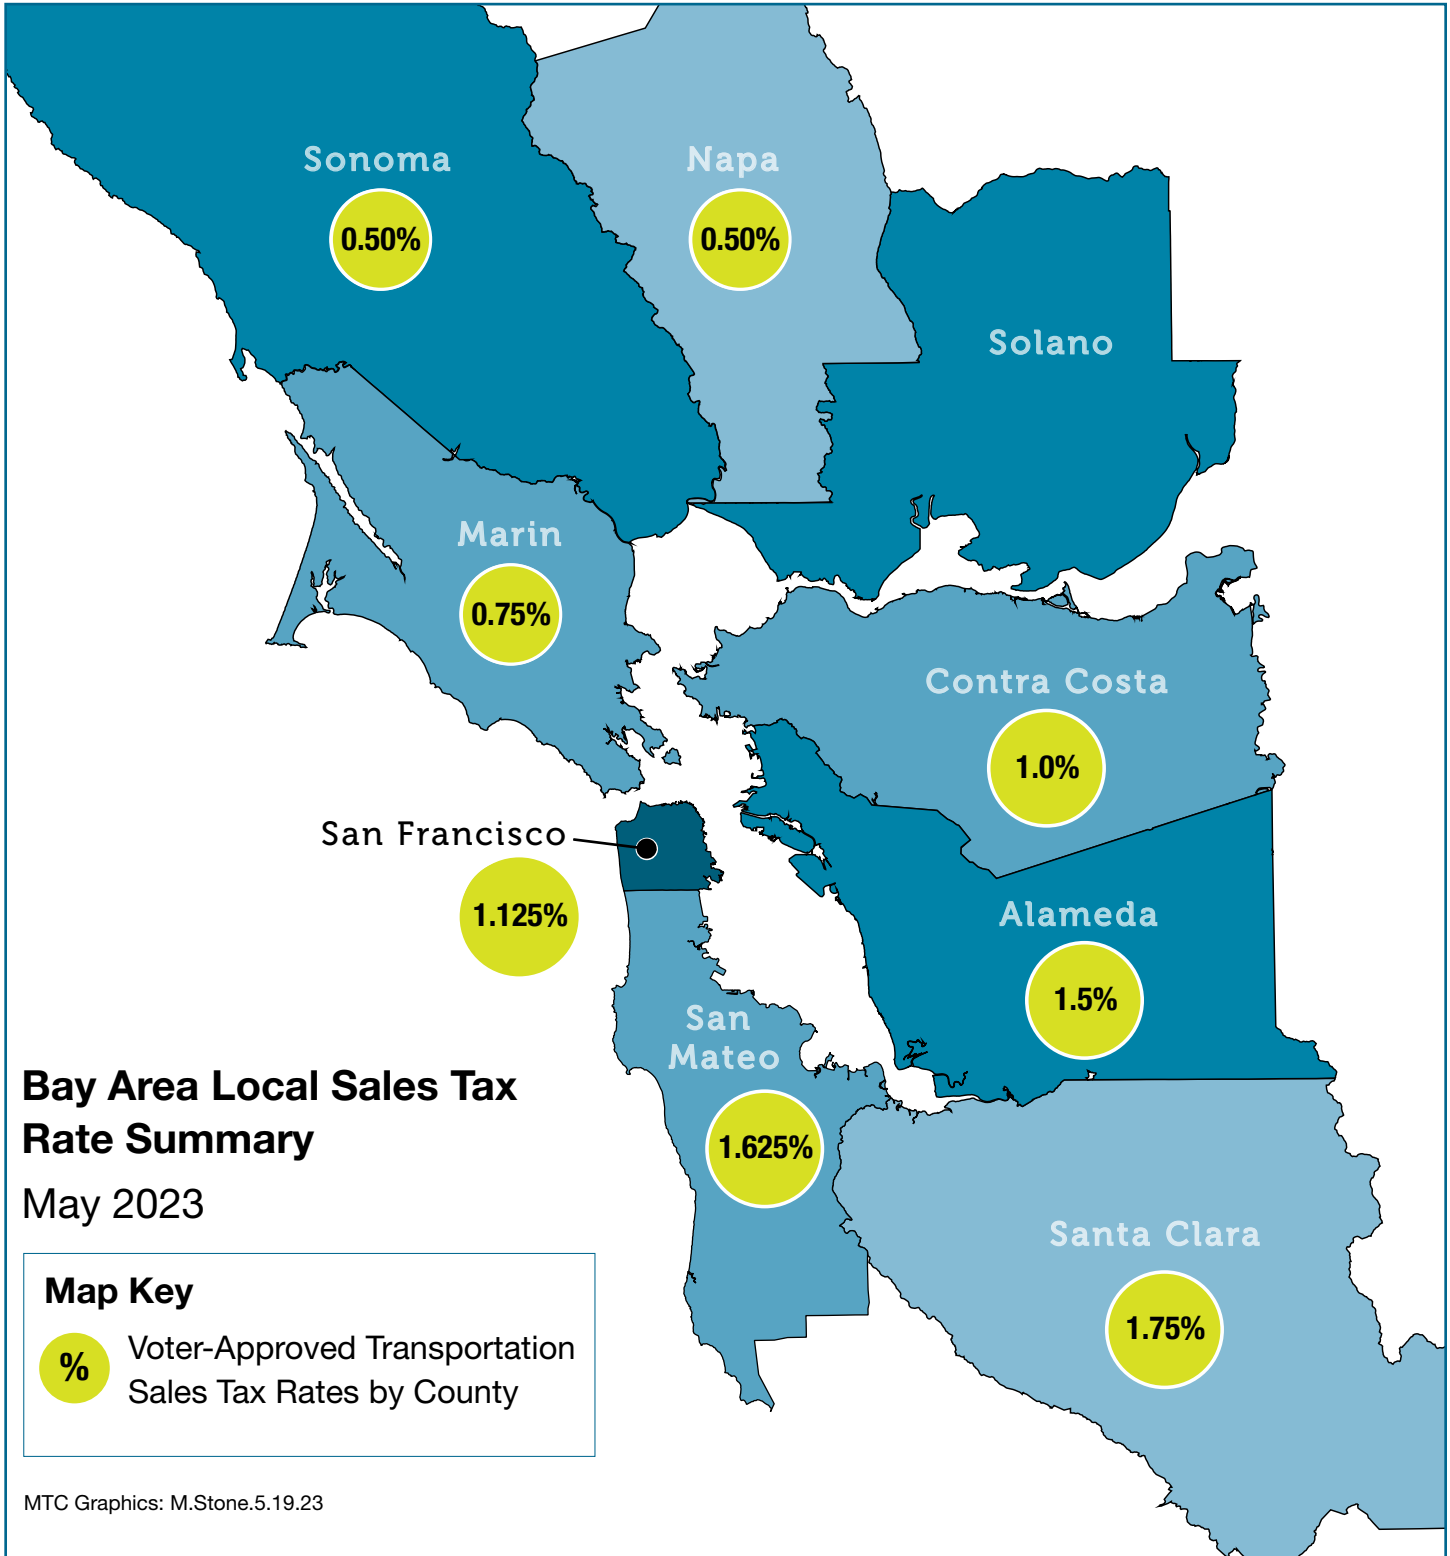 Sonoma
0.50%
Napa
0.50%
Solano
Marin
0.75%
Contra Costa
1.0%
San Francisco
1.125%
Alameda
1.5%
San
Mateo
1.625%
Santa Clara
1.75%
Bay Area Local Sales Tax
Rate Summary
May 2023
Map Key
%
Voter-Approved Transportation
Sales Tax Rates by County
MTC Graphics: M.Stone.5.19.23